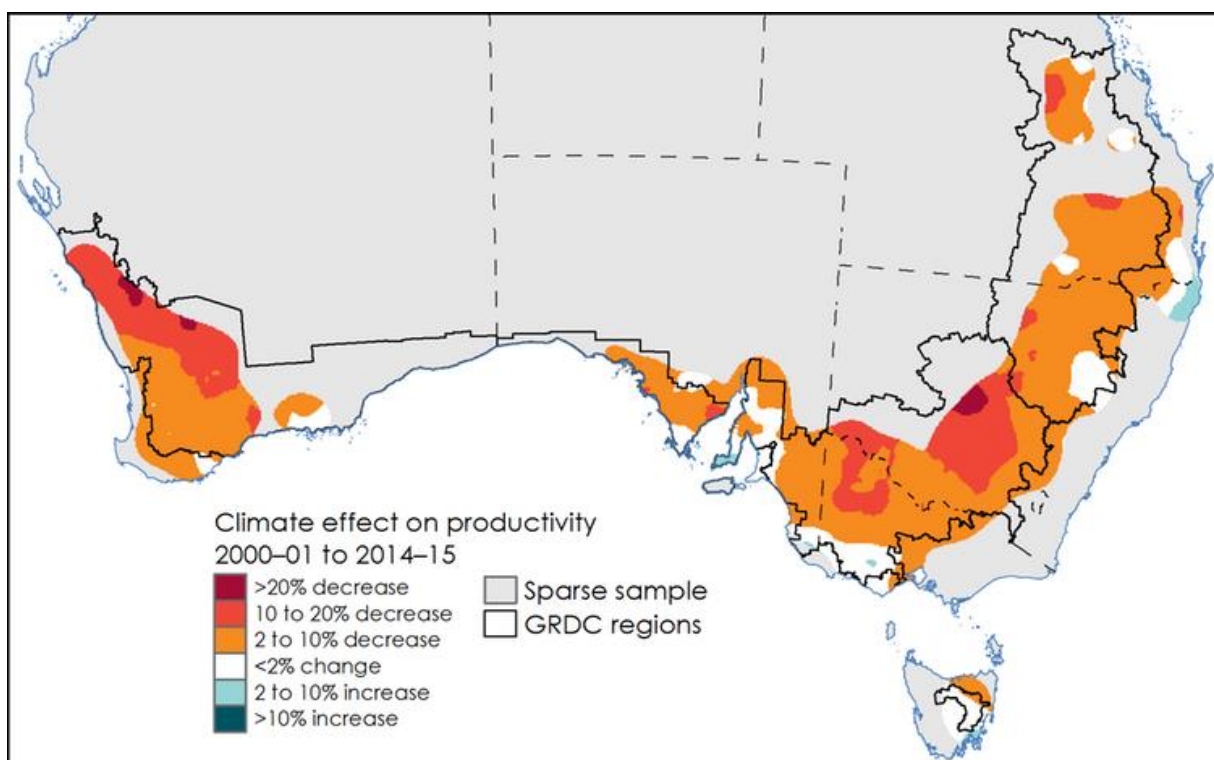 Climate effect on productivity
2000–01 to 2014–15
>20% decrease
10 to 20% decrease
2 to 10% decrease
<2% change
2 to 10% increase
>10% increase
Sparse sample
GRDC regions